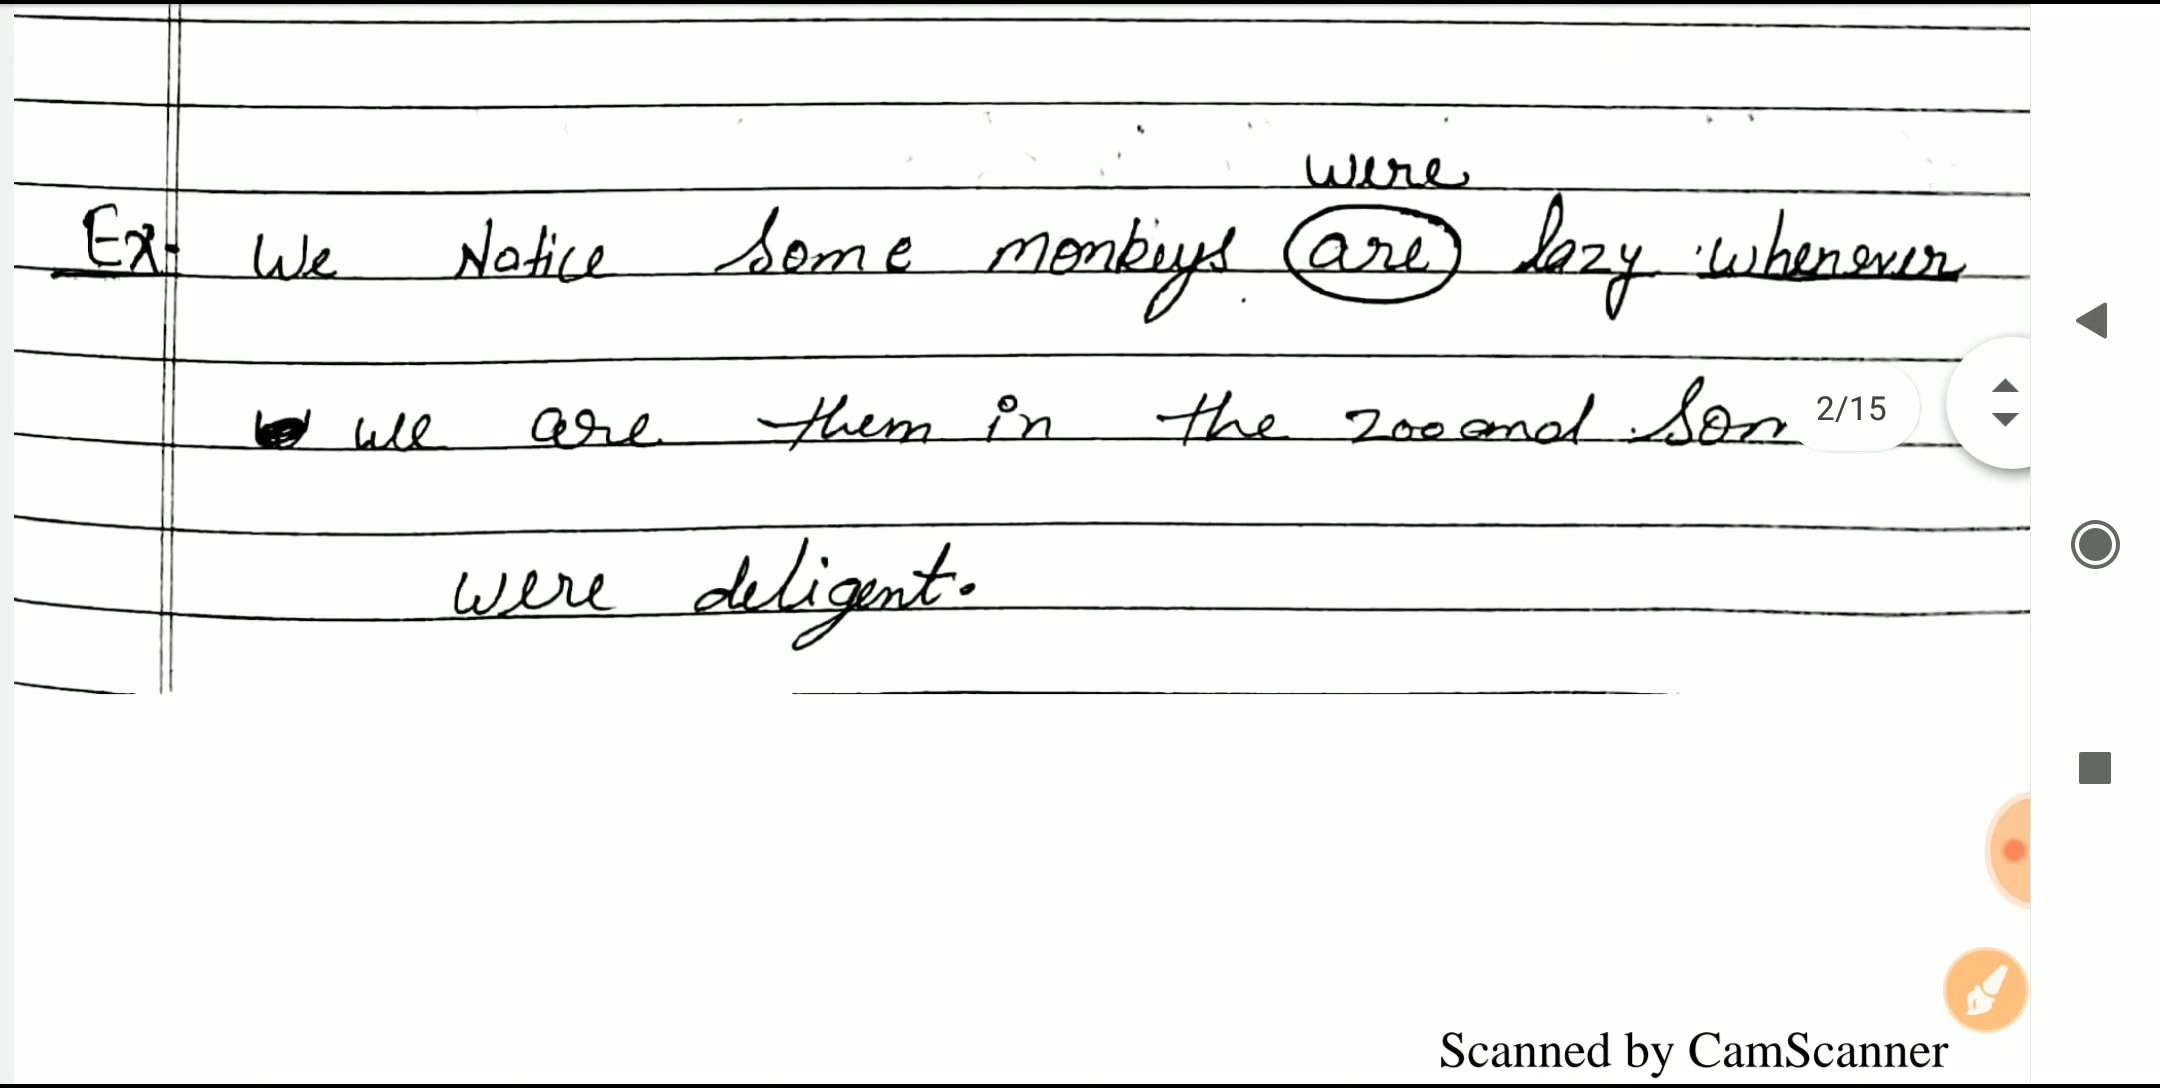 were
Ex- We Notice Some monkeys are lazy whenever
we are them in the zoo and Som
were deligent.
2/15
Scanned by CamScanner